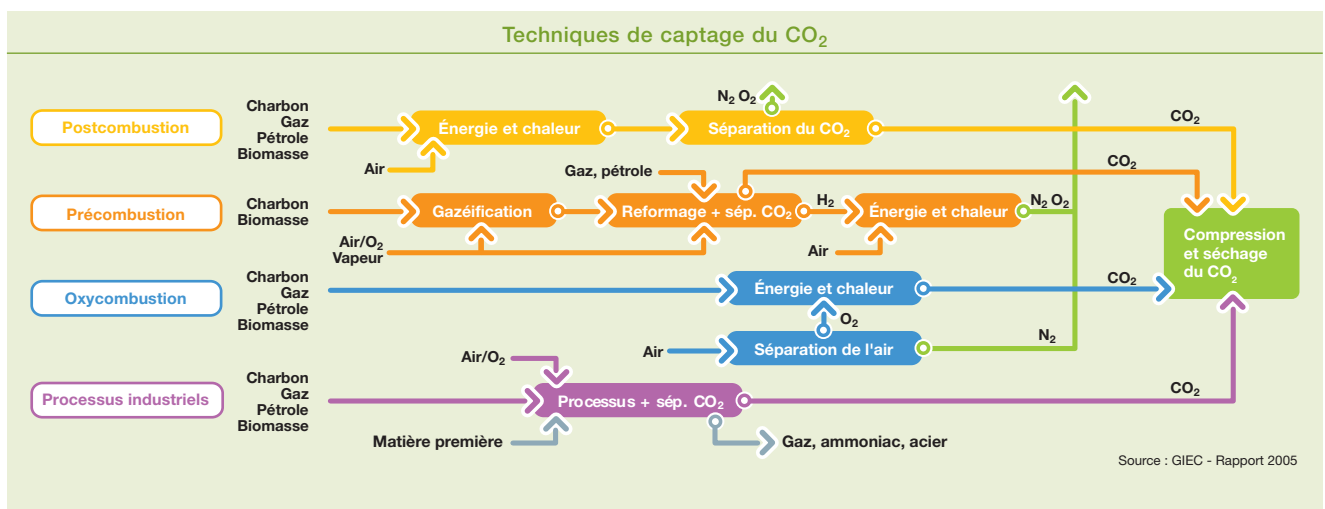 Techniques de captage du CO₂
Postcombustion
Charbon
Gaz
Pétrole
Biomasse
Air
Énergie et chaleur
N₂ O₂
Séparation du CO₂
CO₂
Précombustion
Charbon
Biomasse
Air/O₂
Vapeur
Gazéification
Gaz, pétrole
Reformage + sép. CO₂
H₂
Air
Énergie et chaleur
N₂ O₂
CO₂
Compression
et séchage
du CO₂
Oxycombustion
Charbon
Gaz
Pétrole
Biomasse
Énergie et chaleur
CO₂
O₂
Air
Séparation de l'air
N₂
Processus industriels
Charbon
Gaz
Pétrole
Biomasse
Air/O₂
Processus + sép. CO₂
CO₂
Matière première
Gaz, ammoniac, acier
Source : GIEC - Rapport 2005